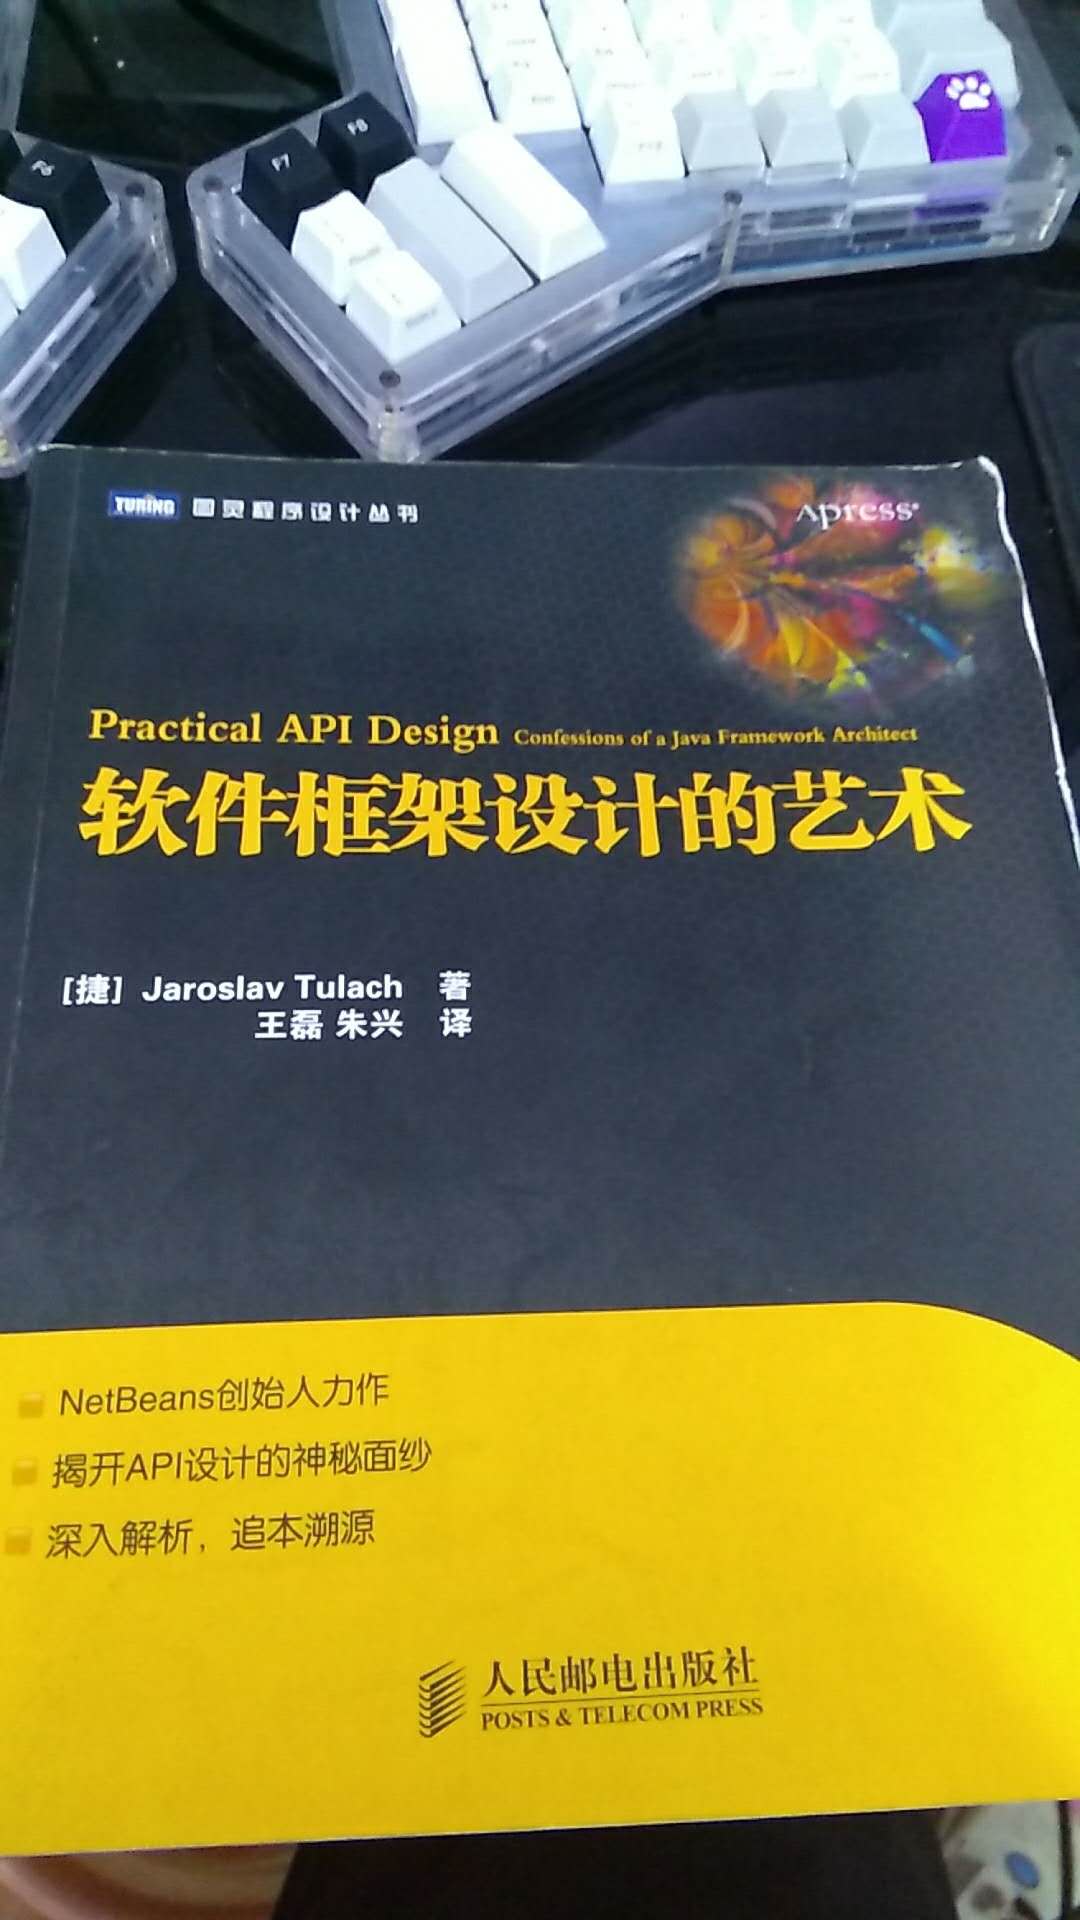 F8
F7
F6
TURING 图灵程序设计丛书
Apress®
Practical API Design Confessions of a Java Framework Architect
软件框架设计的艺术
[捷] Jaroslav Tulach 著
王磊 朱兴 译
NetBeans创始人力作
揭开API设计的神秘面纱
深入解析，追本溯源
人民邮电出版社
POSTS & TELECOM PRESS